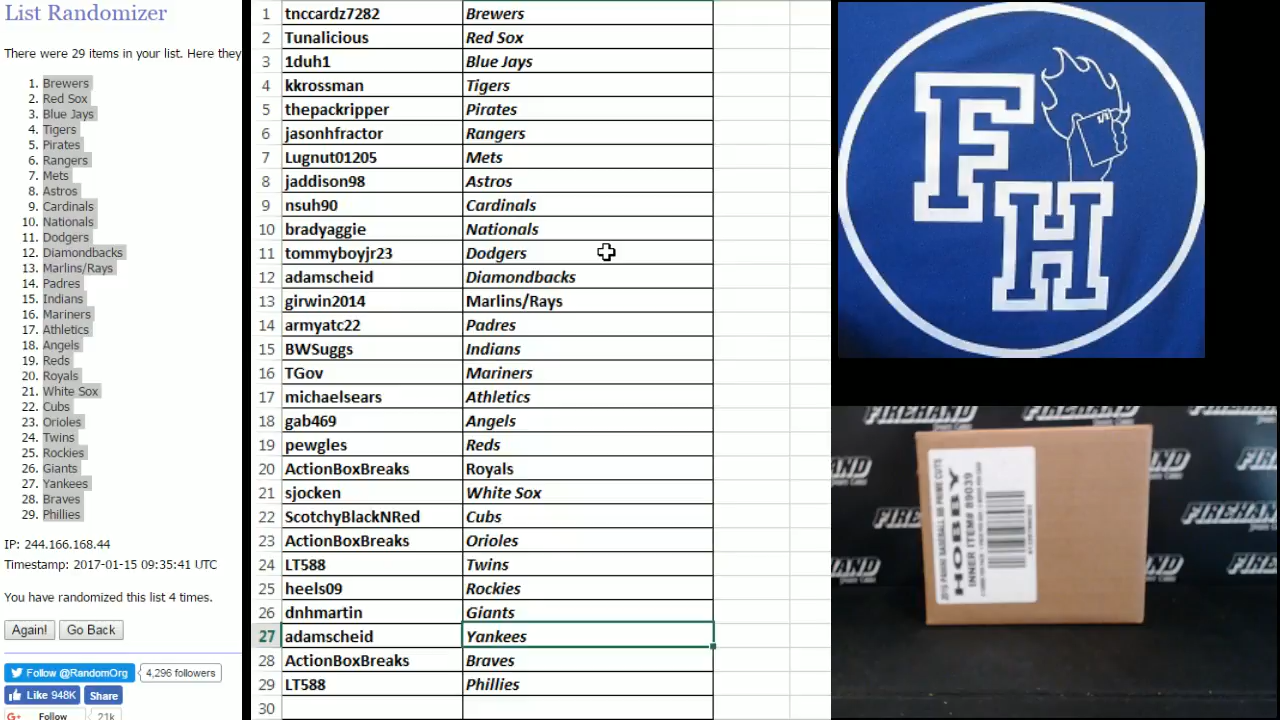 List Randomizer
There were 29 items in your list. Here they
1. Brewers
2. Red Sox
3. Blue Jays
4. Tigers
5. Pirates
6. Rangers
7. Mets
8. Astros
9. Cardinals
10. Nationals
11. Dodgers
12. Diamondbacks
13. Marlins/Rays
14. Padres
15. Indians
16. Mariners
17. Athletics
18. Angels
19. Reds
20. Royals
21. White Sox
22. Cubs
23. Orioles
24. Twins
25. Rockies
26. Giants
27. Yankees
28. Braves
29. Phillies
IP: 244.166.168.44
Timestamp: 2017-01-15 09:35:41 UTC
You have randomized this list 4 times.
Again! Go Back
Follow @RandomOrg 4,296 followers
Like 948K Share
G+ Follow 21k
1 tnccardz7282 Brewers
2 Tunalicious Red Sox
3 1duh1 Blue Jays
4 kkrossman Tigers
5 thepackripper Pirates
6 jasonhfractor Rangers
7 Lugnut01205 Mets
8 jaddison98 Astros
9 nsuh90 Cardinals
10 bradyaggie Nationals
11 tommyboyjr23 Dodgers
12 adamscheid Diamondbacks
13 girwin2014 Marlins/Rays
14 armyatc22 Padres
15 BWSuggs Indians
16 TGov Mariners
17 michaelsears Athletics
18 gab469 Angels
19 pewgles Reds
20 ActionBoxBreaks Royals
21 sjocken White Sox
22 ScotchyBlackNRed Cubs
23 ActionBoxBreaks Orioles
24 LT588 Twins
25 heels09 Rockies
26 dnhmartin Giants
27 adamscheid Yankees
28 ActionBoxBreaks Braves
29 LT588 Phillies
30
FH
1/1
FIREHAND
2015 PANINI BASEBALL BB PRIME CUTS
HOBBY
INNER ITEM# 89039